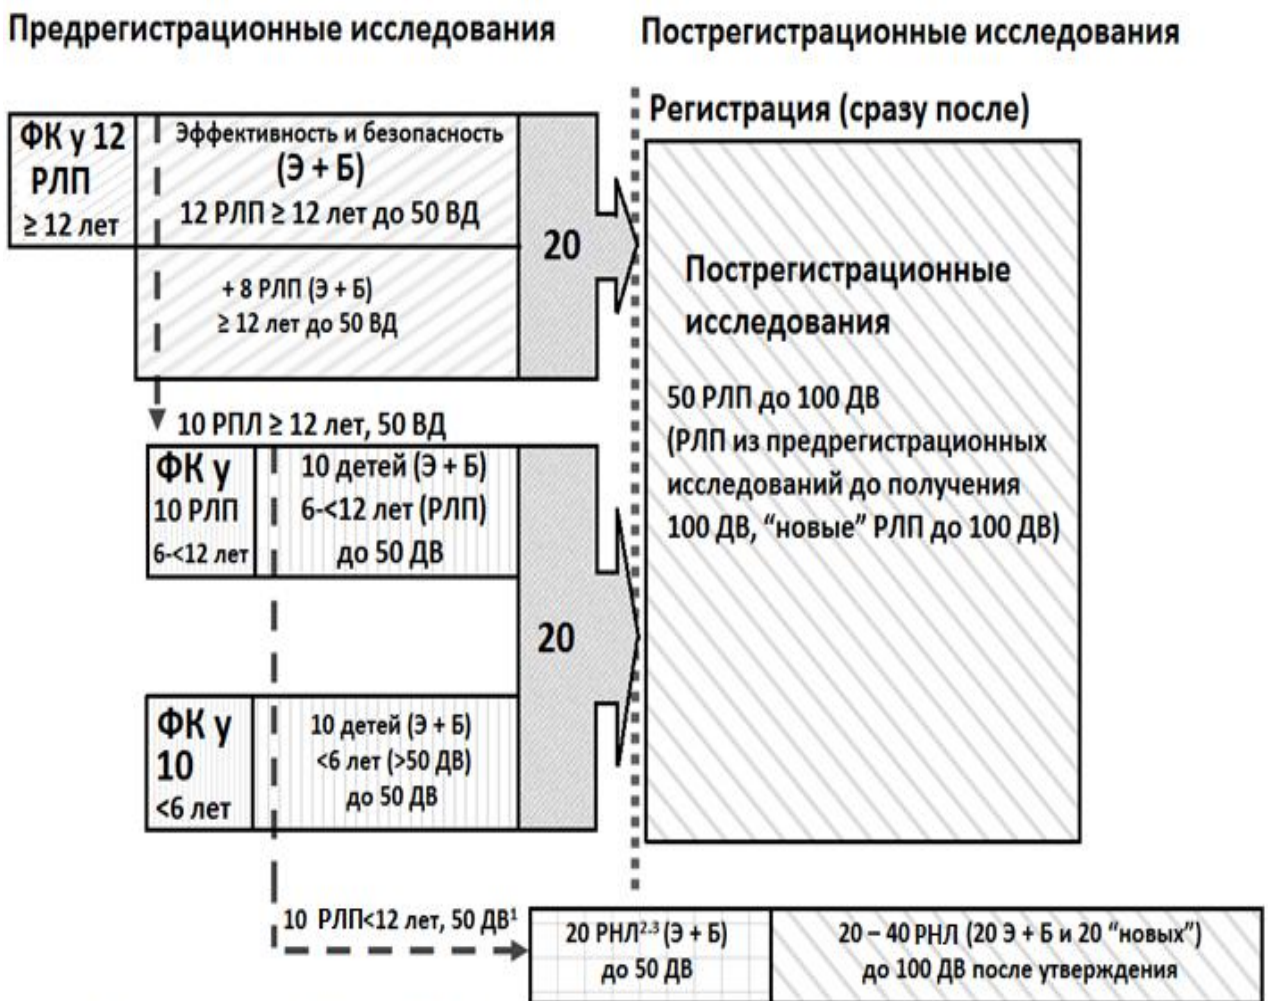 Предрегистрационные исследования
Пострегистрационные исследования
Регистрация (сразу после)
ФК у 12
РЛП
≥ 12 лет
Эффективность и безопасность
(Э + Б)
12 РЛП ≥ 12 лет до 50 ВД
+ 8 РЛП (Э + Б)
≥ 12 лет до 50 ВД
20
10 РПЛ ≥ 12 лет, 50 ВД
ФК у
10 РЛП
6-<12 лет
10 детей (Э + Б)
6-<12 лет (РЛП)
до 50 ДВ
20
ФК у
10
<6 лет
10 детей (Э + Б)
<6 лет (>50 ДВ)
до 50 ДВ
Пострегистрационные
исследования
50 РЛП до 100 ДВ
(РЛП из предрегистрационных
исследований до получения
100 ДВ, “новые” РЛП до 100 ДВ)
10 РЛП<12 лет, 50 ДВ¹
20 РНЛ²·³ (Э + Б)
до 50 ДВ
20 – 40 РНЛ (20 Э + Б и 20 “новых”)
до 100 ДВ после утверждения